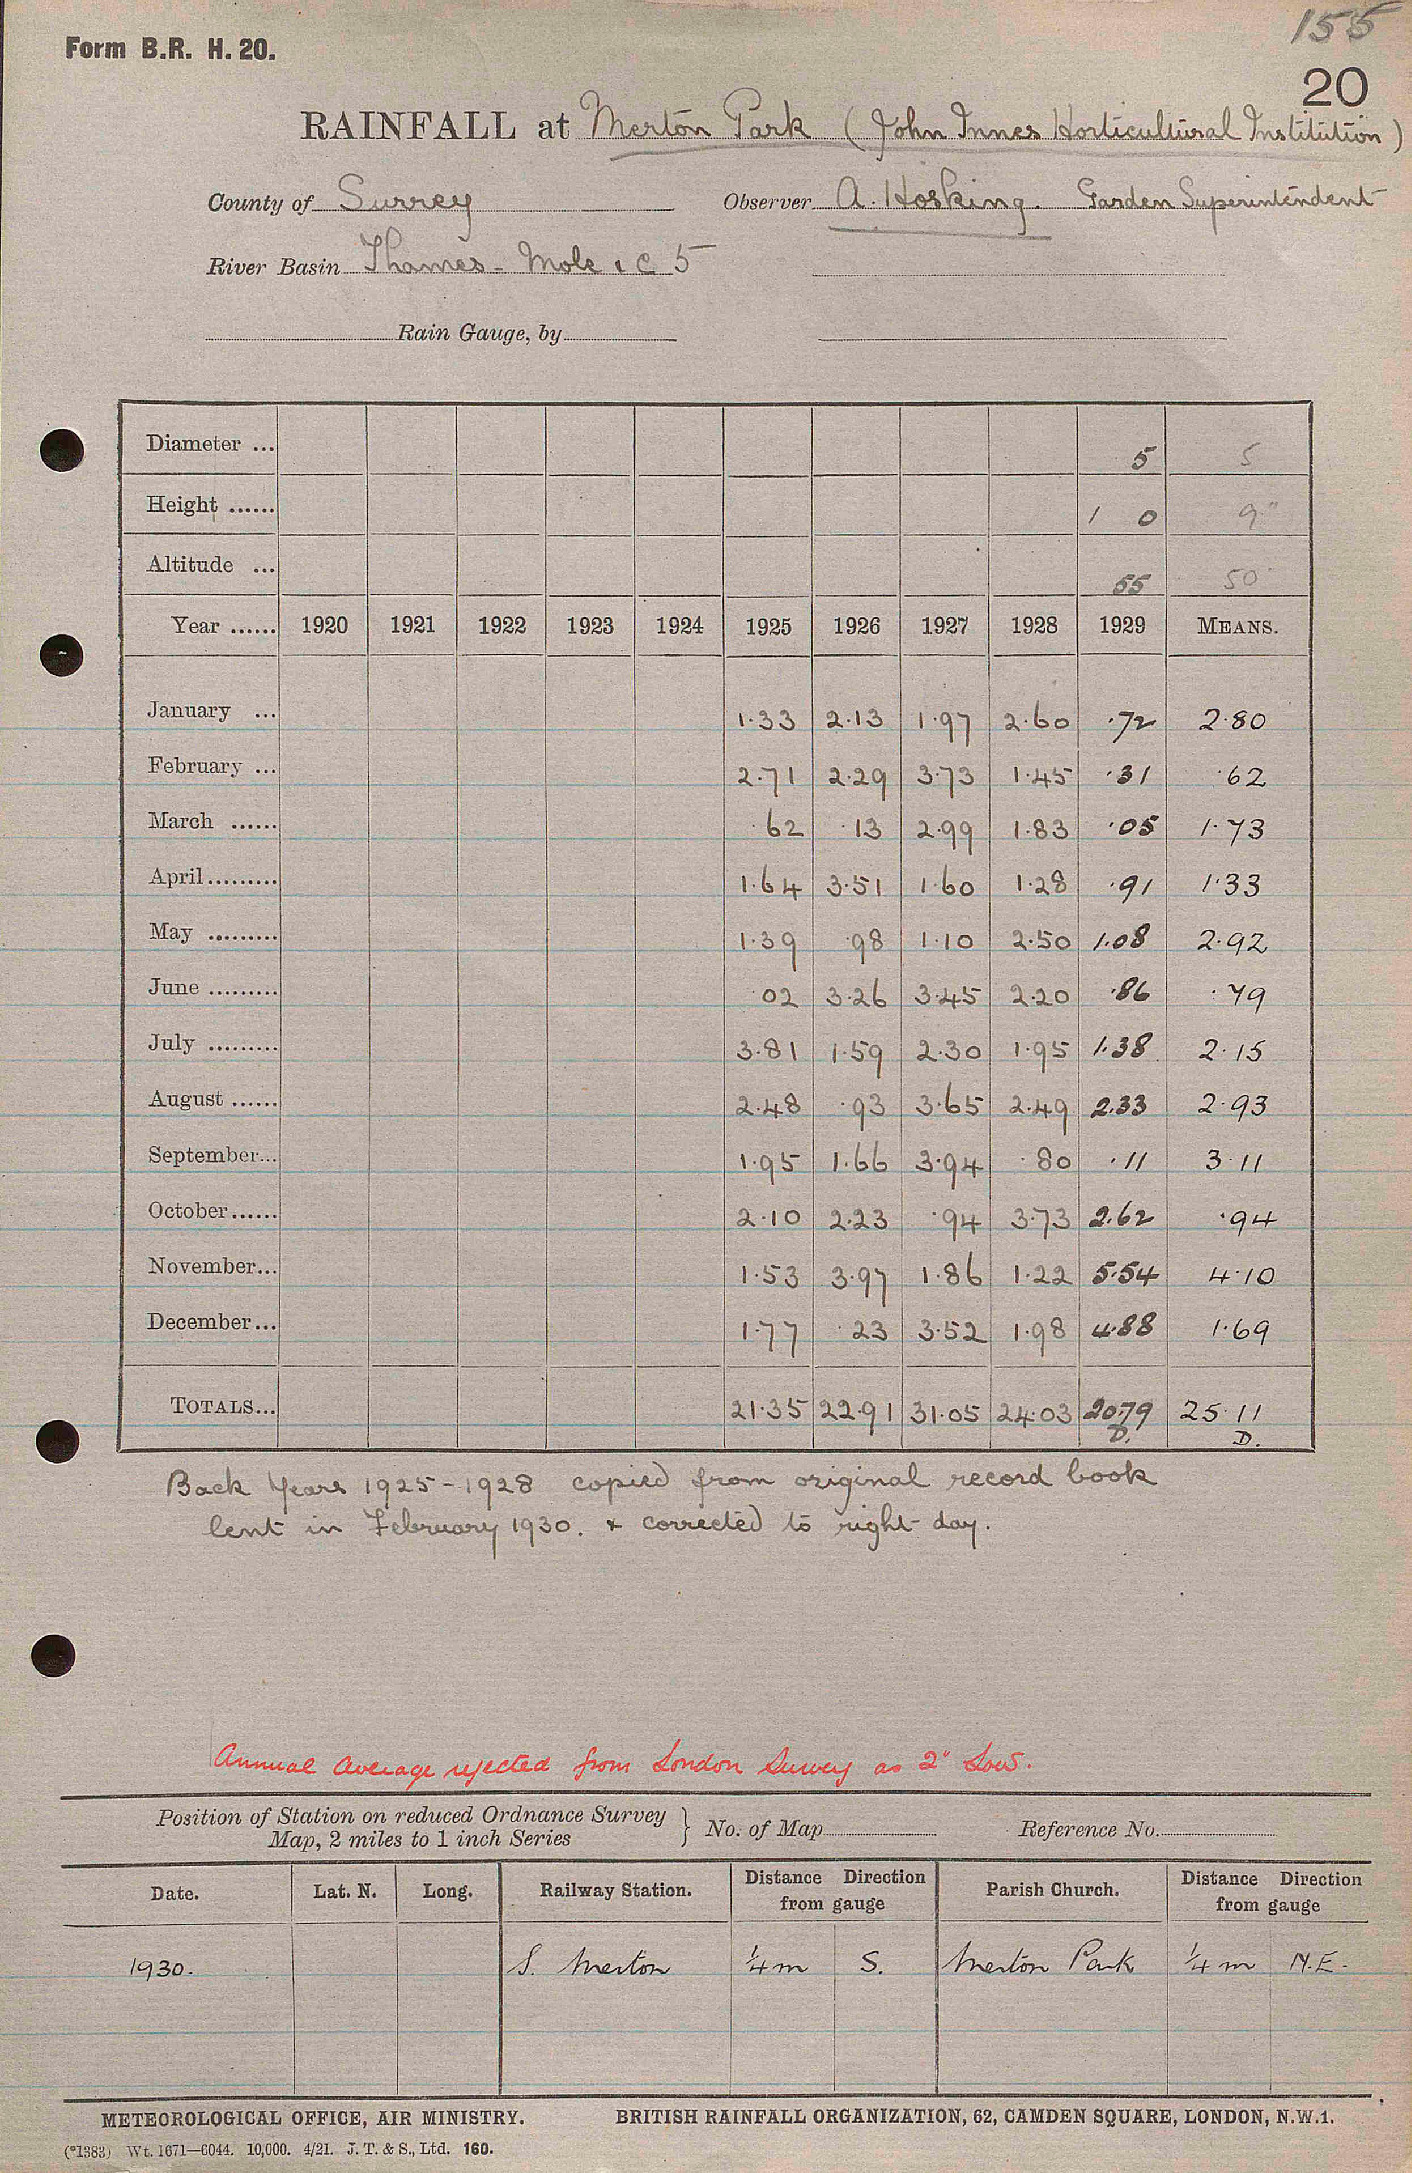 155
Form B.R. H. 20.
20
RAINFALL at Merton Park (John Innes Horticultural Institution)
County of Surrey Observer A. Hosking. Garden Superintendent
River Basin Thames - Mole & C 5
Rain Gauge, by
Diameter ... 5 5
Height ...... 1 0 9"
Altitude ... 55 50
Year ...... 1920 1921 1922 1923 1924 1925 1926 1927 1928 1929 MEANS.
January ... 1.33 2.13 1.97 2.60 .72 2.80
February ... 2.71 2.29 3.73 1.45 .31 .62
March ...... .62 .13 2.99 1.83 .05 1.73
April ......... 1.64 3.51 1.60 1.28 .91 1.33
May ......... 1.39 .98 1.10 2.50 1.08 2.92
June ......... .02 3.26 3.45 2.20 .86 .79
July ......... 3.81 1.59 2.30 1.95 1.38 2.15
August ...... 2.48 .93 3.65 2.49 2.33 2.93
September... 1.95 1.66 3.94 .80 .11 3.11
October...... 2.10 2.23 .94 3.73 2.62 .94
November... 1.53 3.97 1.86 1.22 5.54 4.10
December... 1.77 .23 3.52 1.98 4.88 1.69
TOTALS... 21.35 22.91 31.05 24.03 20.79 25.11
D. D.
Back Years 1925-1928 copied from original record book
lent in February 1930. & corrected to right day.
Annual Average rejected from London Survey as 2" Low.
Position of Station on reduced Ordnance Survey
Map, 2 miles to 1 inch Series } No. of Map Reference No.
Date. Lat. N. Long. Railway Station. Distance Direction from gauge Parish Church. Distance Direction from gauge
1930. S. Merton ¼ m S. Merton Park ¼ m N.E.
METEOROLOGICAL OFFICE, AIR MINISTRY. BRITISH RAINFALL ORGANIZATION, 62, CAMDEN SQUARE, LONDON, N.W.1.
(*1383) Wt. 1671—6044. 10,000. 4/21. J. T. & S., Ltd. 160.